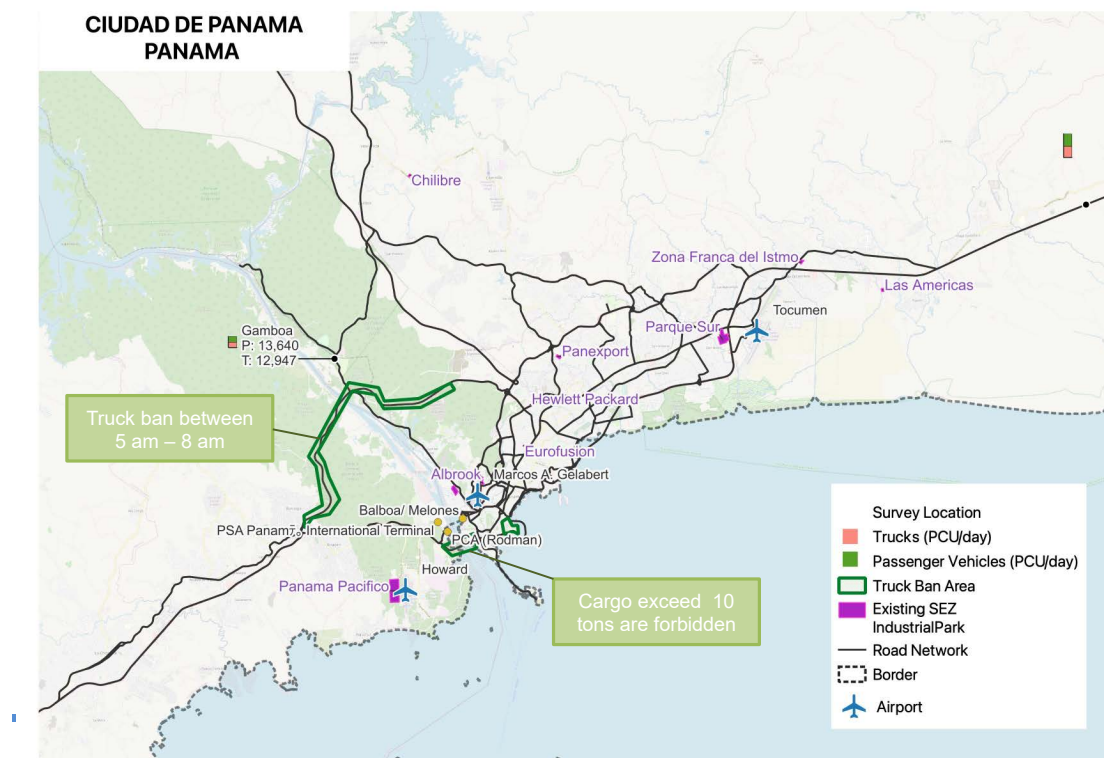 CIUDAD DE PANAMA
PANAMA
Chilibre
Zona Franca del Istmo
Las Americas
Tocumen
Parque Sur
Gamboa
P: 13,640
T: 12,947
Panexport
Hewlett Packard
Truck ban between
5 am – 8 am
Eurofusion
Albrook
Marcos A. Gelabert
Balboa/ Melones
International Terminal
PSA
PCA (Rodman)
Howard
Panama Pacifico
Cargo exceed 10
tons are forbidden
Survey Location
Trucks (PCU/day)
Passenger Vehicles (PCU/day)
Truck Ban Area
Existing SEZ
IndustrialPark
Road Network
Border
Airport